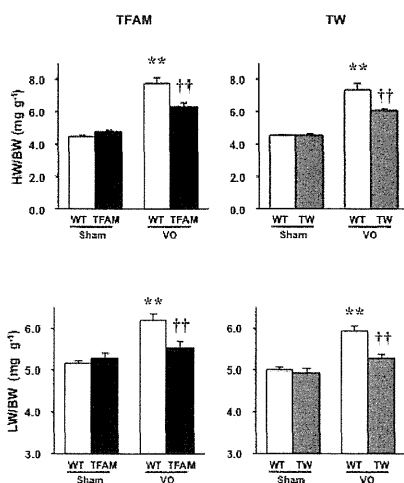 TFAM TW
** **
†† ††
HW/BW (mg g⁻¹)
8.0 8.0
6.0 6.0
4.0 4.0
2.0 2.0
0.0 0.0
WT TFAM WT TFAM WT TW WT TW
Sham VO Sham VO
** **
†† ††
LW/BW (mg g⁻¹)
6.0 6.0
5.0 5.0
4.0 4.0
3.0 3.0
WT TFAM WT TFAM WT TW WT TW
Sham VO Sham VO